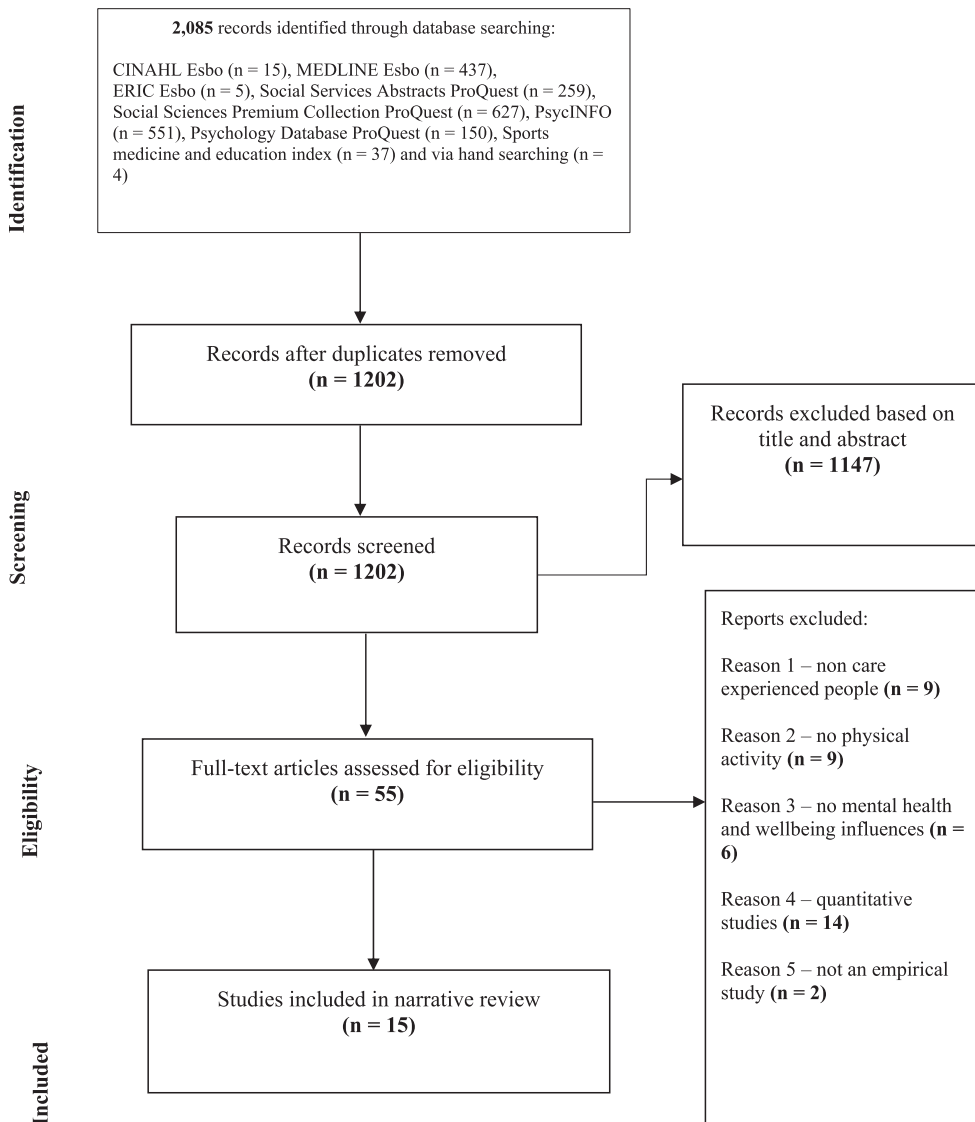 2,085 records identified through database searching:
CINAHL Esbo (n = 15), MEDLINE Esbo (n = 437),
ERIC Esbo (n = 5), Social Services Abstracts ProQuest (n = 259),
Social Sciences Premium Collection ProQuest (n = 627), PsycINFO
(n = 551), Psychology Database ProQuest (n = 150), Sports
medicine and education index (n = 37) and via hand searching (n =
4)
Identification
Records after duplicates removed
(n = 1202)
Records excluded based on
title and abstract
(n = 1147)
Screening
Records screened
(n = 1202)
Reports excluded:
Reason 1 – non care
experienced people (n = 9)
Reason 2 – no physical
activity (n = 9)
Reason 3 – no mental health
and wellbeing influences (n =
6)
Reason 4 – quantitative
studies (n = 14)
Reason 5 – not an empirical
study (n = 2)
Eligibility
Full-text articles assessed for eligibility
(n = 55)
Included
Studies included in narrative review
(n = 15)